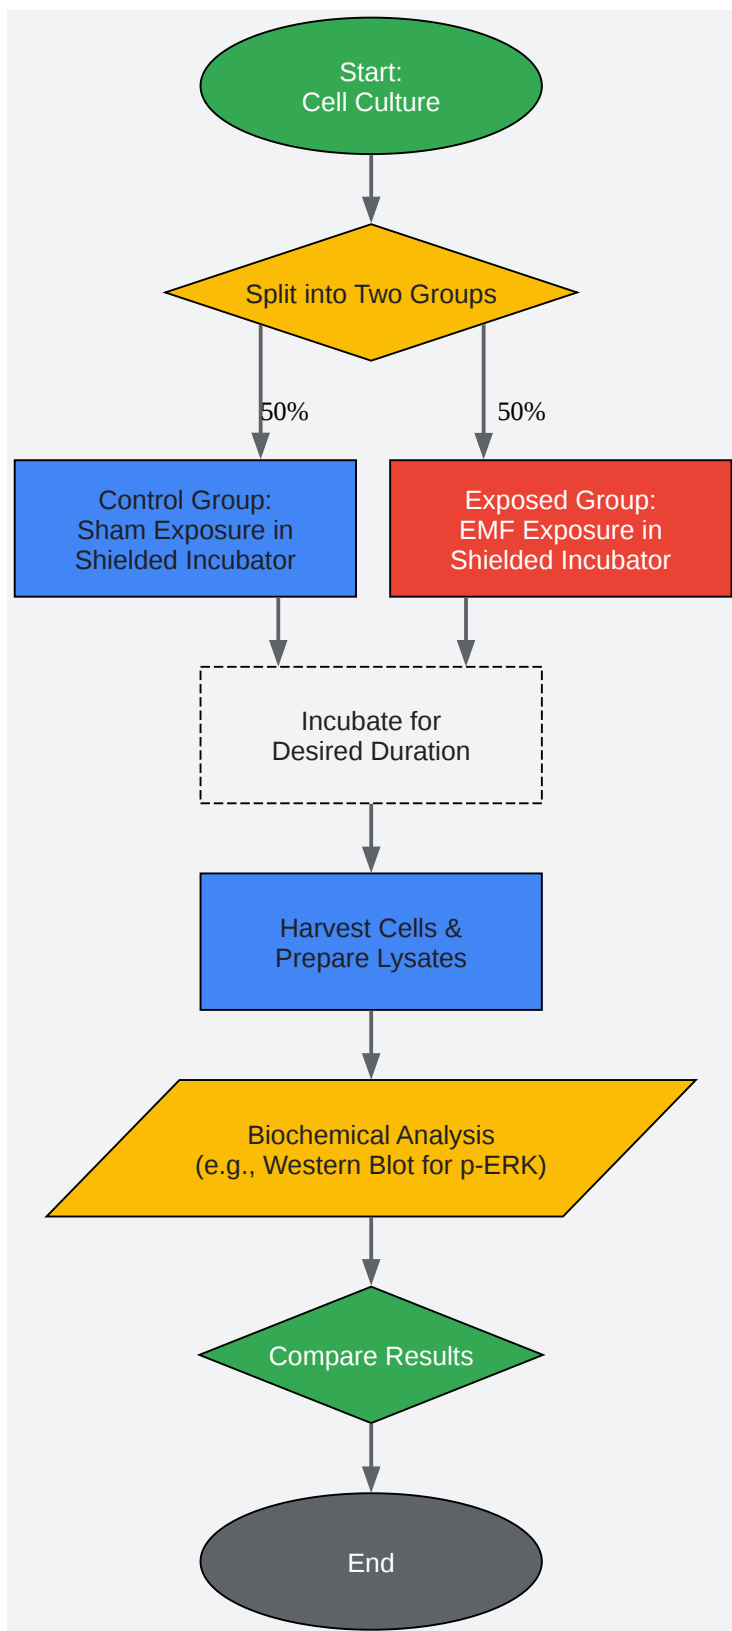 Start:
Cell Culture
Split into Two Groups
50%
50%
Control Group:
Sham Exposure in
Shielded Incubator
Exposed Group:
EMF Exposure in
Shielded Incubator
Incubate for
Desired Duration
Harvest Cells &
Prepare Lysates
Biochemical Analysis
(e.g., Western Blot for p-ERK)
Compare Results
End